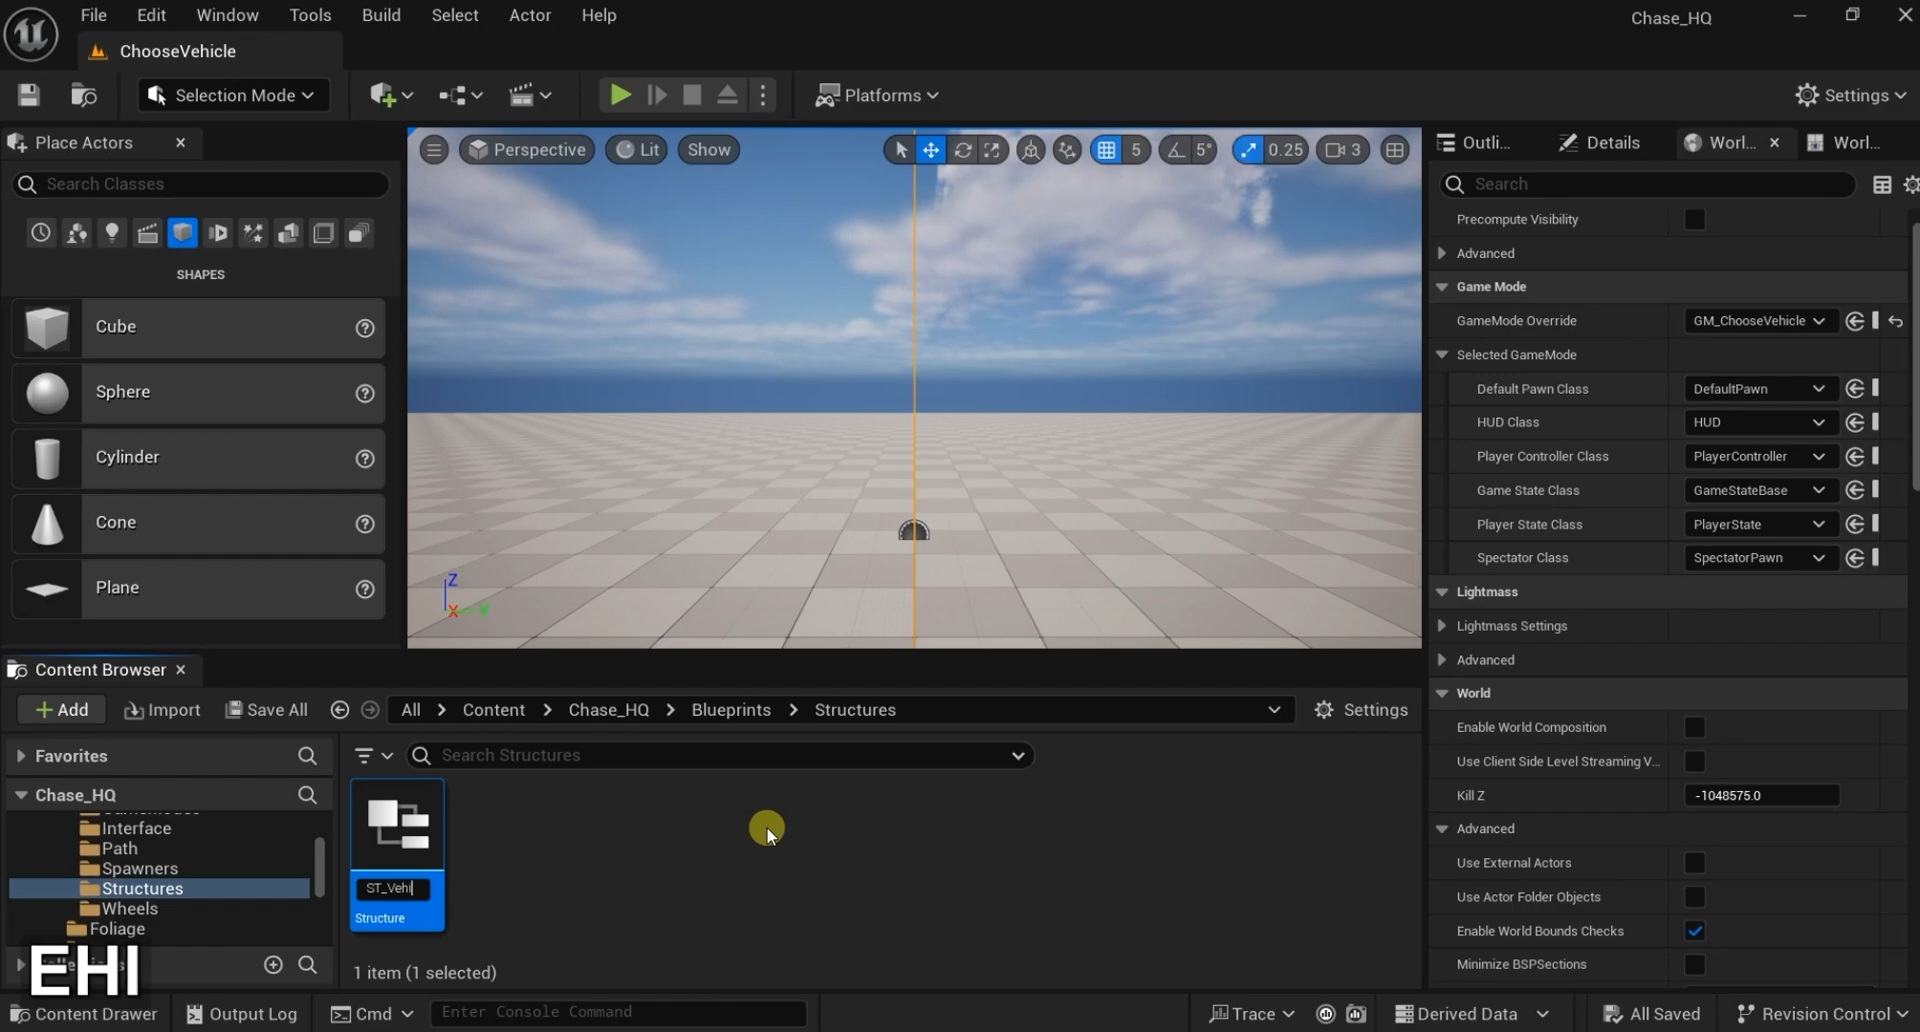 File Edit Window Tools Build Select Actor Help
Chase_HQ
ChooseVehicle
Selection Mode
Platforms
Settings
Place Actors
Search Classes
SHAPES
Cube
Sphere
Cylinder
Cone
Plane
Perspective Lit Show
5 5° 0.25 3
Z
X
Outli... Details Worl... Worl...
Search
Precompute Visibility
Advanced
Game Mode
GameMode Override GM_ChooseVehicle
Selected GameMode
Default Pawn Class DefaultPawn
HUD Class HUD
Player Controller Class PlayerController
Game State Class GameStateBase
Player State Class PlayerState
Spectator Class SpectatorPawn
Lightmass
Lightmass Settings
Advanced
World
Enable World Composition
Use Client Side Level Streaming V...
Kill Z -1048575.0
Advanced
Use External Actors
Use Actor Folder Objects
Enable World Bounds Checks
Minimize BSPSections
Content Browser
Add Import Save All All Content Chase_HQ Blueprints Structures Settings
Favorites
Search Structures
Chase_HQ
Interface
Path
Spawners
Structures
Wheels
Foliage
ST_Vehi
Structure
1 item (1 selected)
EHI
Content Drawer Output Log Cmd Enter Console Command Trace Derived Data All Saved Revision Control